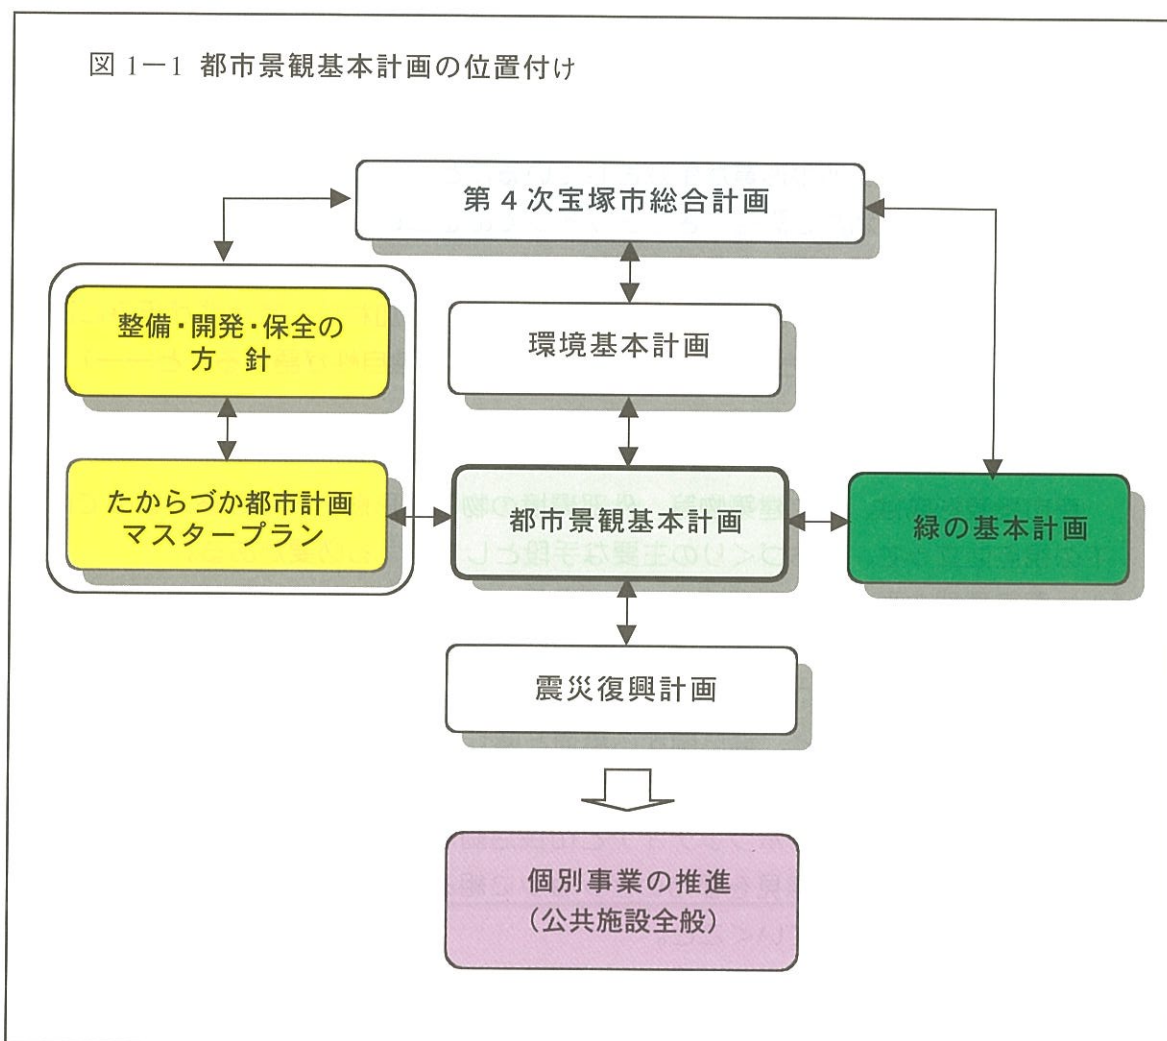 図 1－1 都市景観基本計画の位置付け
第４次宝塚市総合計画
整備・開発・保全の
方　針
環境基本計画
たからづか都市計画
マスタープラン
都市景観基本計画
緑の基本計画
震災復興計画
個別事業の推進
(公共施設全般)